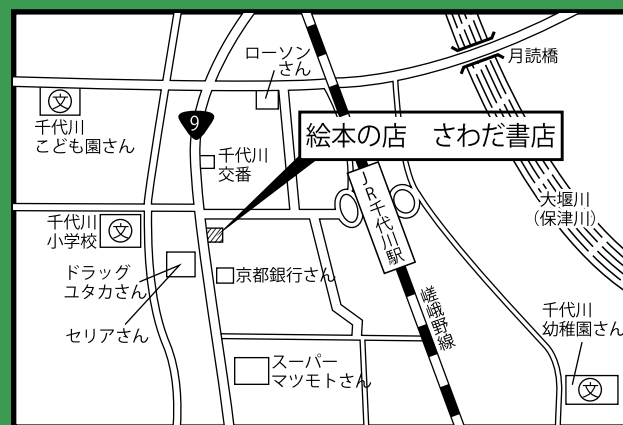 ローソン
さん
月読橋
文
千代川
こども園さん
9
千代川
交番
絵本の店 さわだ書店
JR千代川駅
大堰川
(保津川)
千代川
小学校
文
ドラッグ
ユタカさん
京都銀行さん
セリアさん
嵯峨野線
千代川
幼稚園さん
スーパー
マツモトさん
文